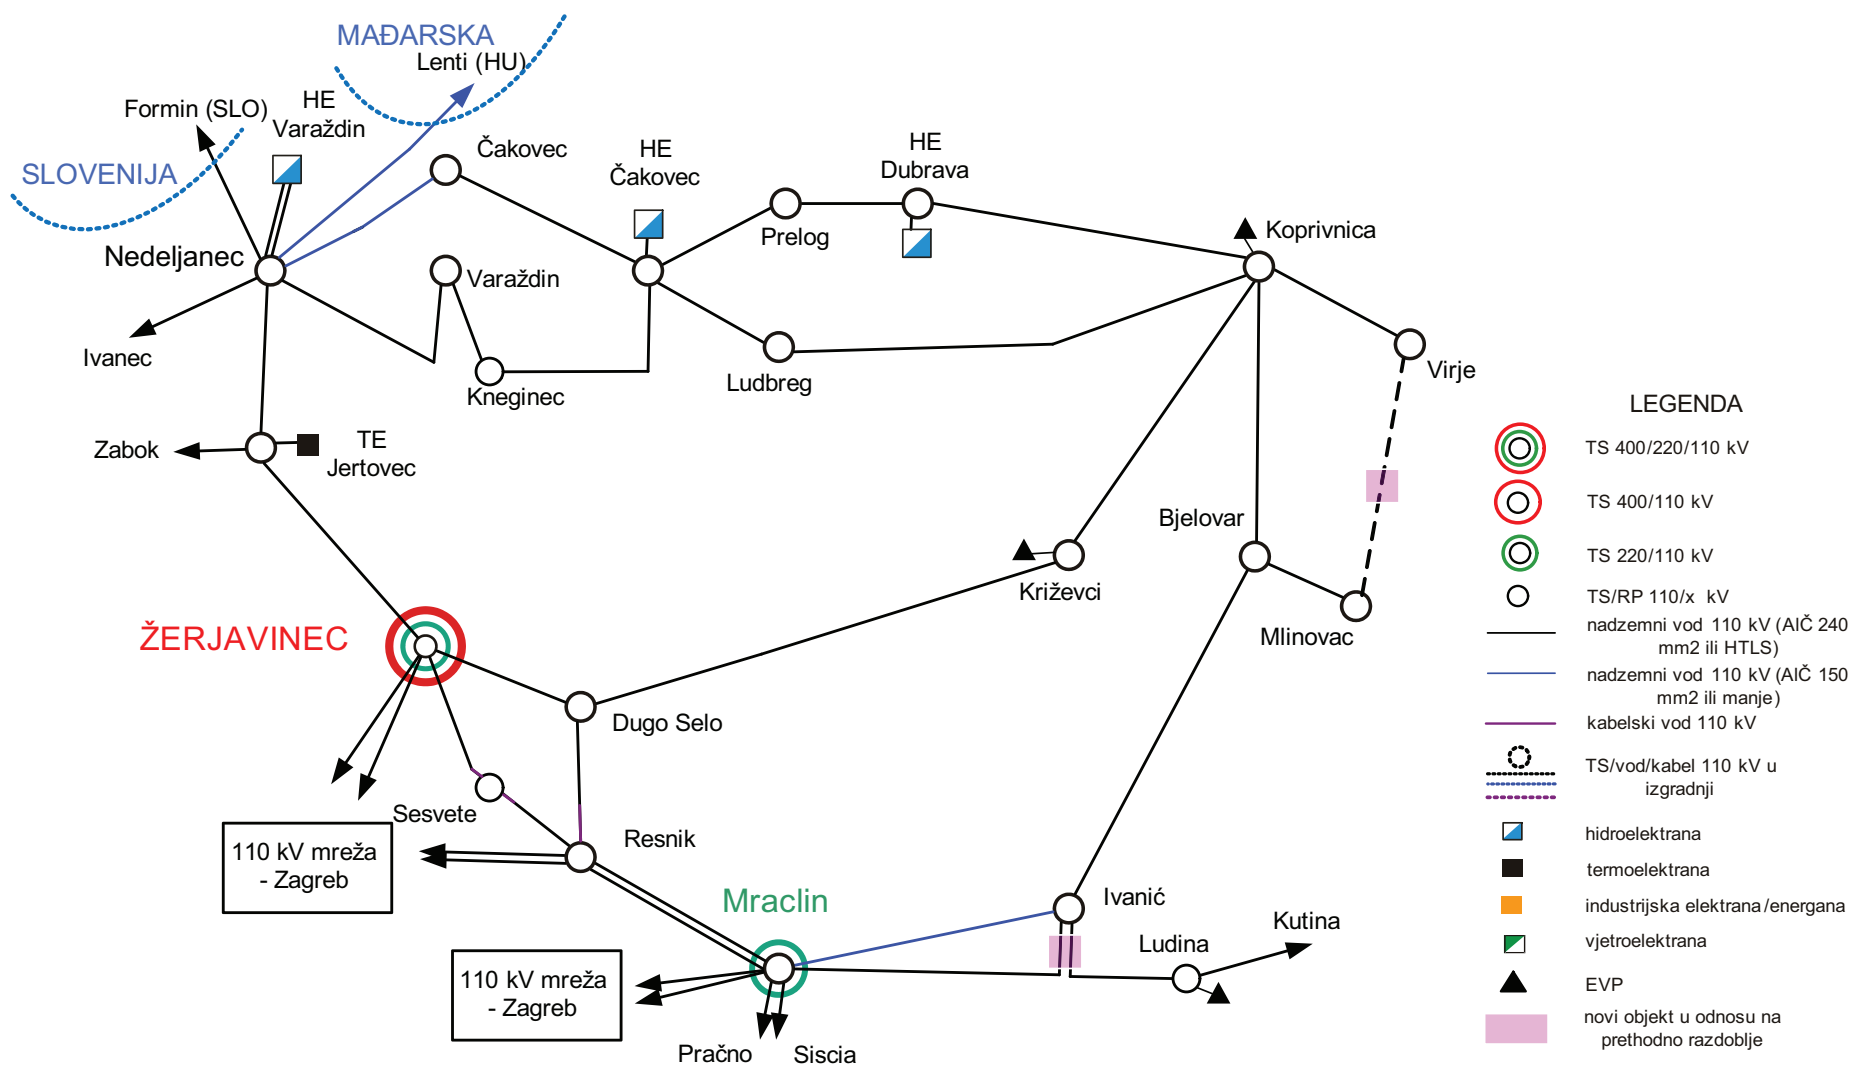 MAĐARSKA
Lenti (HU)
Formin (SLO)
HE
Varaždin
SLOVENIJA
Čakovec
HE
Čakovec
HE
Dubrava
Prelog
Koprivnica
Nedeljanec
Varaždin
Ivanec
Kneginec
Ludbreg
Virje
Zabok
TE
Jertovec
Bjelovar
Križevci
Mlinovac
ŽERJAVINEC
Dugo Selo
Sesvete
Resnik
110 kV mreža
- Zagreb
Mraclin
Ivanić
Ludina
Kutina
110 kV mreža
- Zagreb
Pračno
Siscia
LEGENDA
TS 400/220/110 kV
TS 400/110 kV
TS 220/110 kV
TS/RP 110/x kV
nadzemni vod 110 kV (AlČ 240
mm2 ili HTLS)
nadzemni vod 110 kV (AlČ 150
mm2 ili manje)
kabelski vod 110 kV
TS/vod/kabel 110 kV u
izgradnji
hidroelektrana
termoelektrana
industrijska elektrana/energana
vjetroelektrana
EVP
novi objekt u odnosu na
prethodno razdoblje